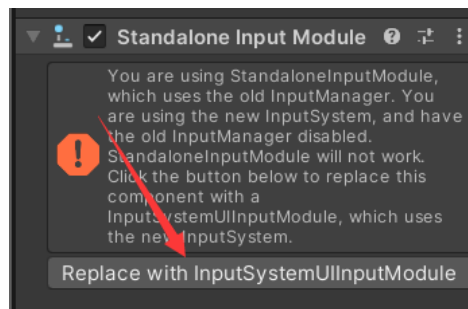 Standalone Input Module
You are using StandaloneInputModule,
which uses the old InputManager. You
are using the new InputSystem, and have
the old InputManager disabled.
StandaloneInputModule will not work.
Click the button below to replace this
component with a
InputSystemUIInputModule, which uses
the new InputSystem.
Replace with InputSystemUIInputModule